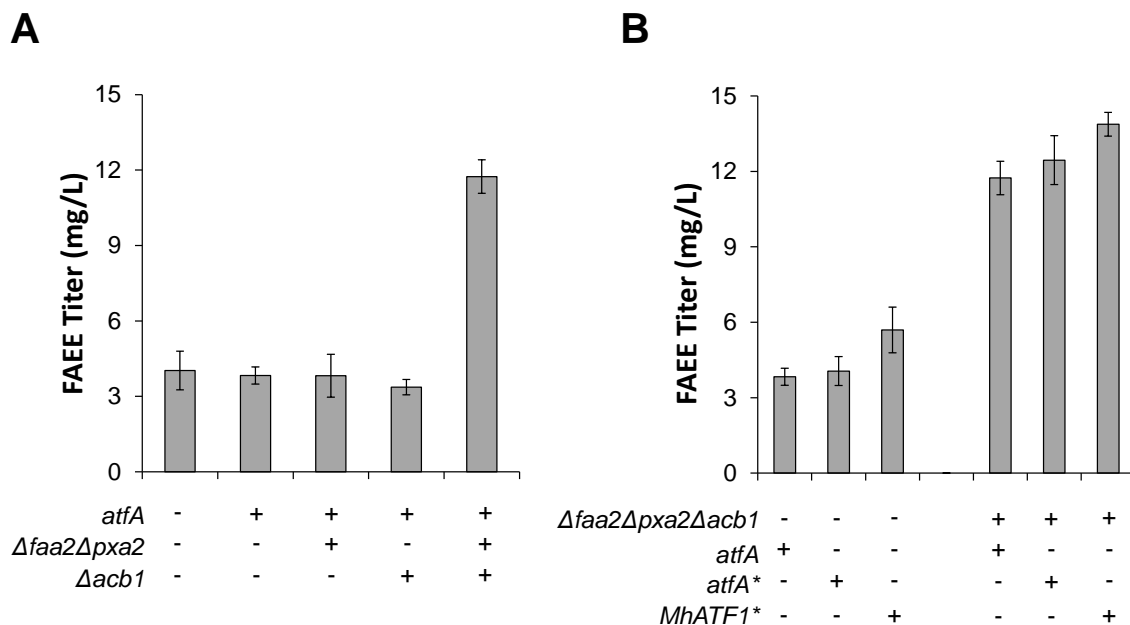 A
FAEE Titer (mg/L)
15
12
9
6
3
0
atfA - + + + +
Δfaa2Δpxa2 - - + - +
Δacb1 - - - + +
B
FAEE Titer (mg/L)
15
12
9
6
3
0
Δfaa2Δpxa2Δacb1 - - - + + +
atfA + - - + - -
atfA* - + - - + -
MhATF1* - - + - - +